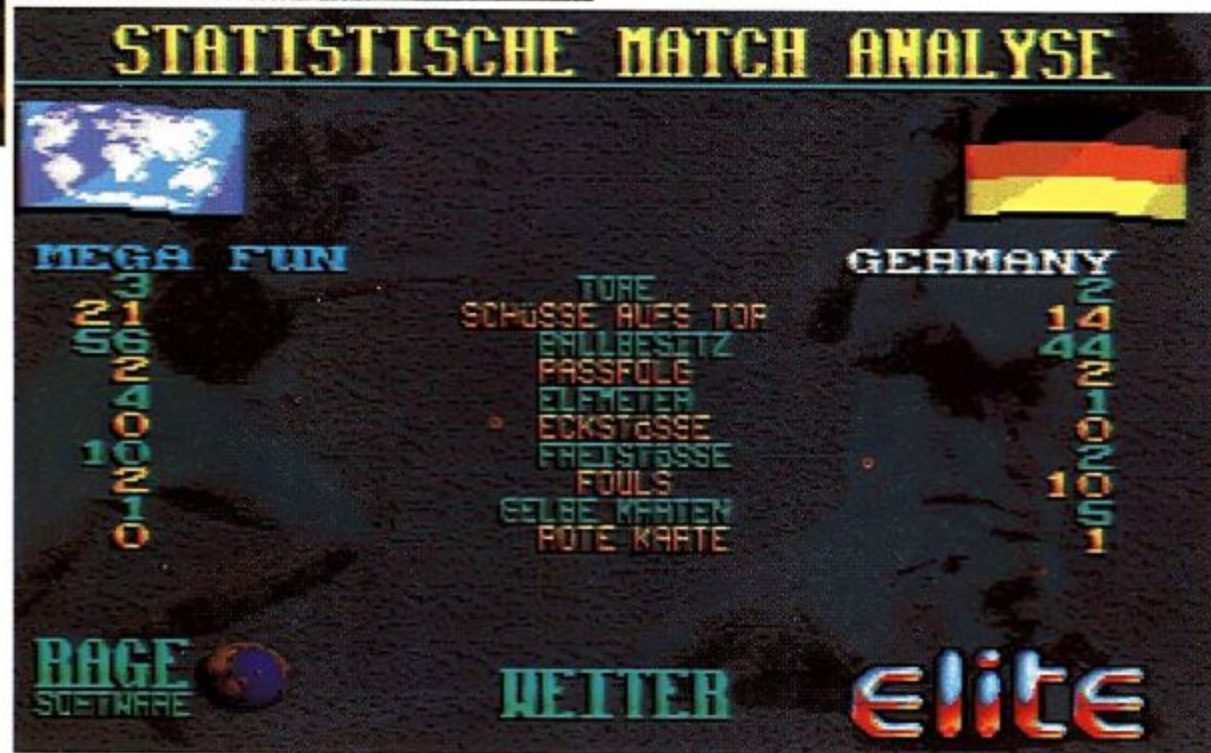 STATISTISCHE MATCH ANALYSE
MEGA FUN GERMANY
3 TORE 2
21 SCHÜSSE AUFS TOR 14
56 BALLBESITZ 44
2 PASSFOLG 2
4 ELFMETER 1
0 ECKSTÖSSE 0
10 FREISTÖSSE 2
2 FOULS 10
1 GELBE KARTEN 5
0 ROTE KARTE 1
RAGE SOFTWARE WEITER elite